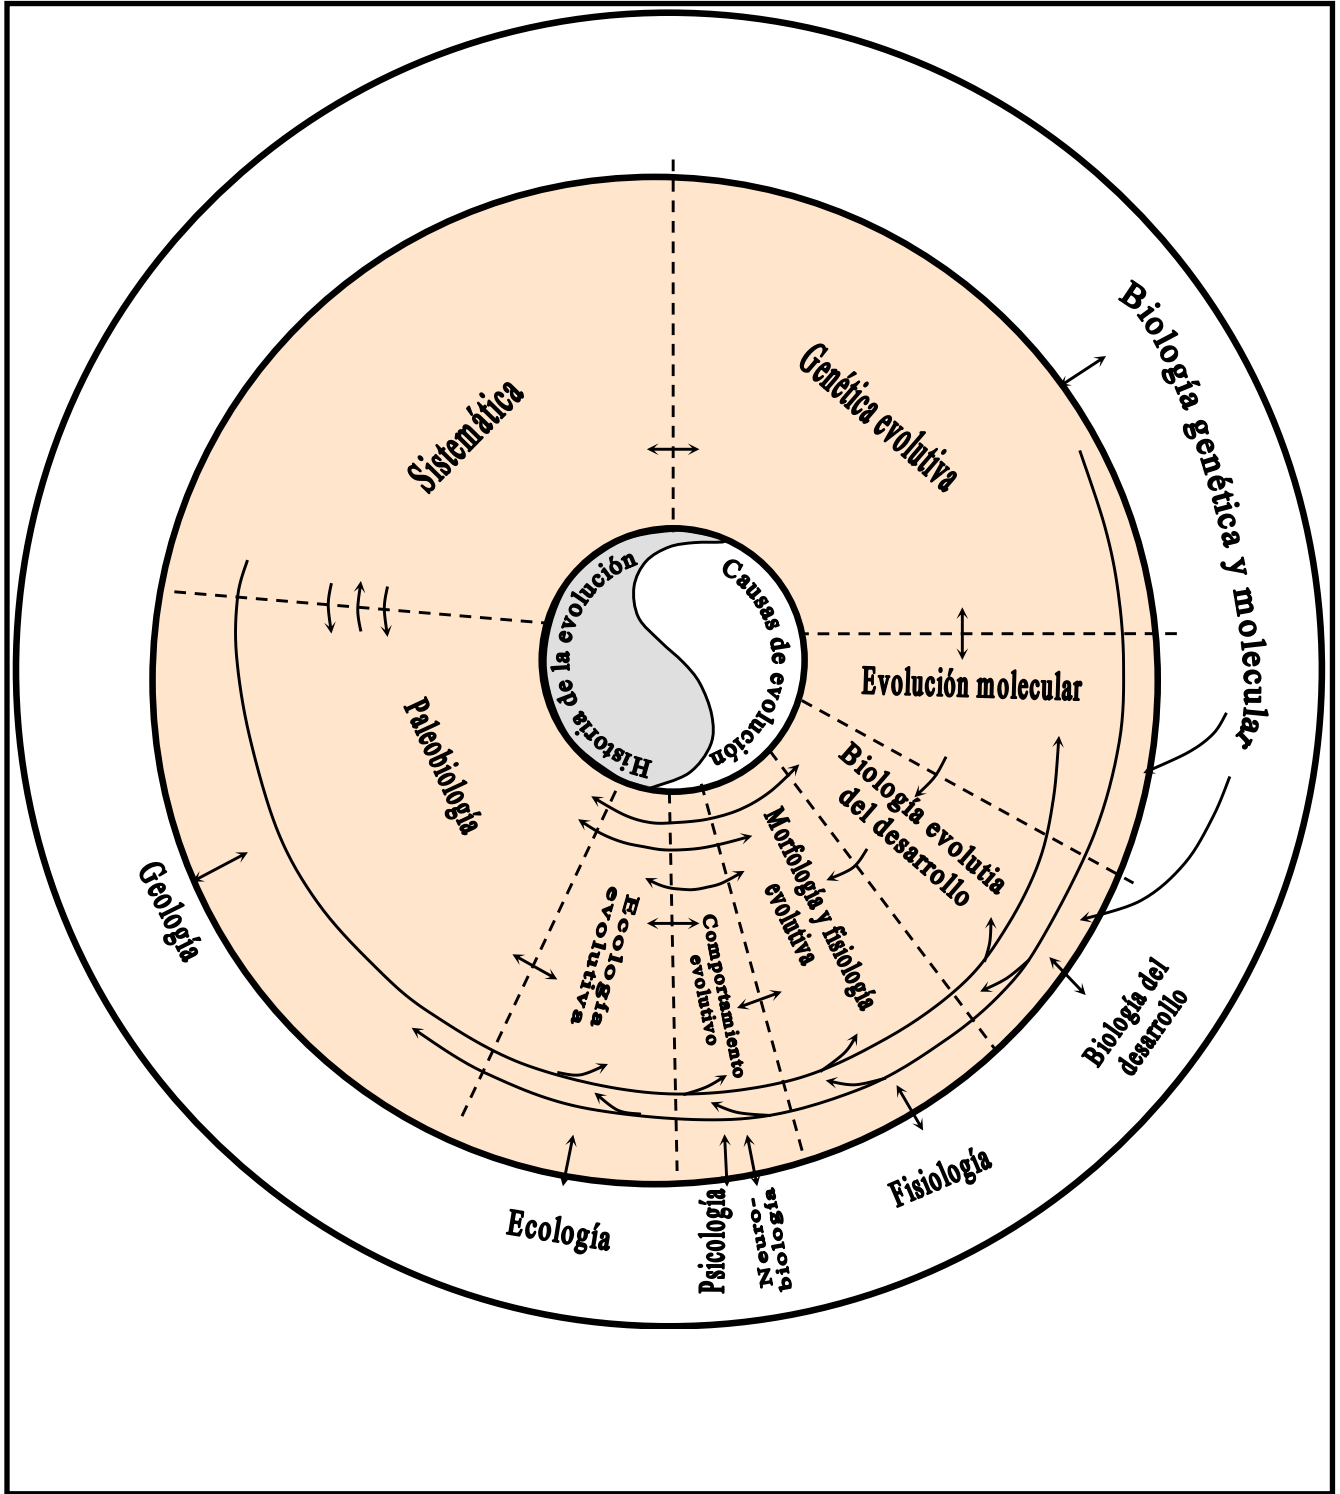 Biología genética y molecular
Genética evolutiva
Sistemática
Historia de la evolución
Causas de evolución
Evolución molecular
Biología evolutia
del desarrollo
Paleobiología
Morfología y fisiología
evolutiva
Ecología
evolutiva
Comportamiento
evolutivo
Geología
Biología del
desarrollo
Fisiología
Ecología
Psicología
Neuro-
biología